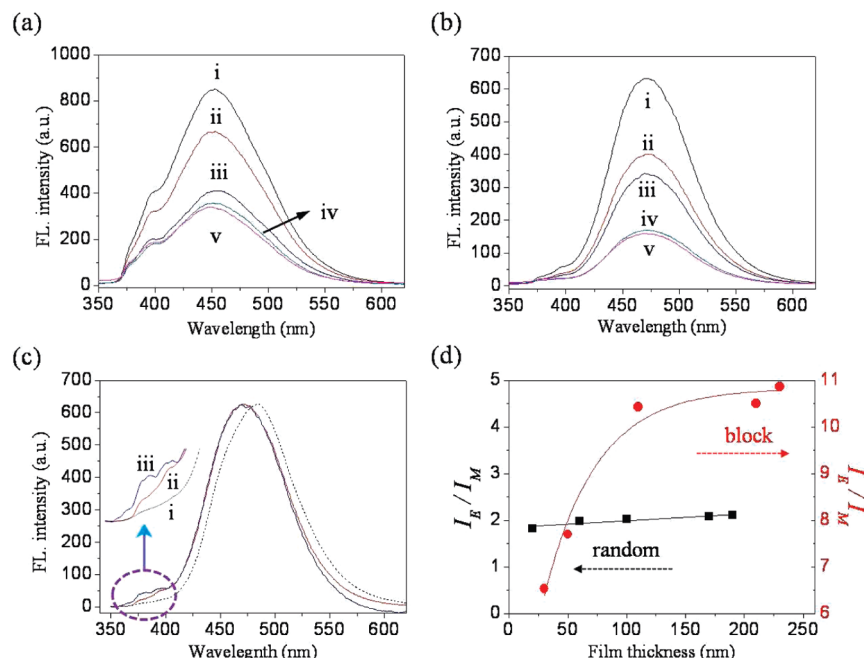 (a)
1000
800
600
400
200
0
FL. intensity (a.u.)
i
ii
iii
iv
v
350 400 450 500 550 600
Wavelength (nm)
(b)
700
600
500
400
300
200
100
0
FL. intensity (a.u.)
i
ii
iii
iv
v
350 400 450 500 550 600
Wavelength (nm)
(c)
700
600
500
400
300
200
100
0
FL. intensity (a.u.)
iii
ii
i
350 400 450 500 550 600
Wavelegnth (nm)
(d)
5
4
3
2
1
0
I_E / I_M
block
random
11
10
9
8
7
6
I_E / I_M
0 50 100 150 200 250
Film thickness (nm)